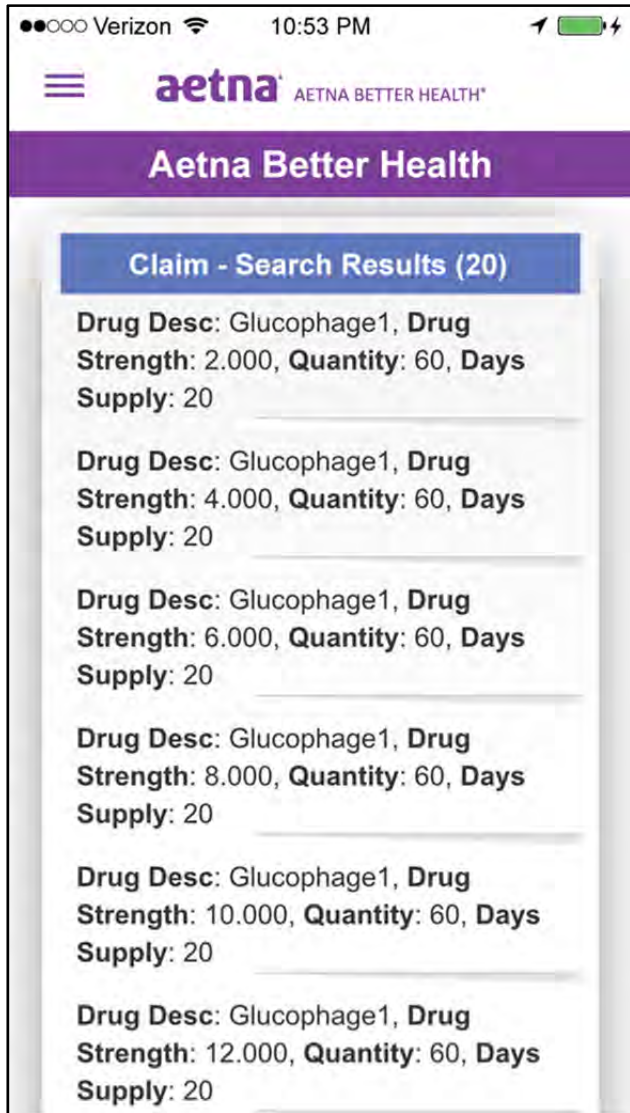 Verizon 10:53 PM
aetna® AETNA BETTER HEALTH®
Aetna Better Health
Claim - Search Results (20)
Drug Desc: Glucophage1, Drug
Strength: 2.000, Quantity: 60, Days
Supply: 20
Drug Desc: Glucophage1, Drug
Strength: 4.000, Quantity: 60, Days
Supply: 20
Drug Desc: Glucophage1, Drug
Strength: 6.000, Quantity: 60, Days
Supply: 20
Drug Desc: Glucophage1, Drug
Strength: 8.000, Quantity: 60, Days
Supply: 20
Drug Desc: Glucophage1, Drug
Strength: 10.000, Quantity: 60, Days
Supply: 20
Drug Desc: Glucophage1, Drug
Strength: 12.000, Quantity: 60, Days
Supply: 20